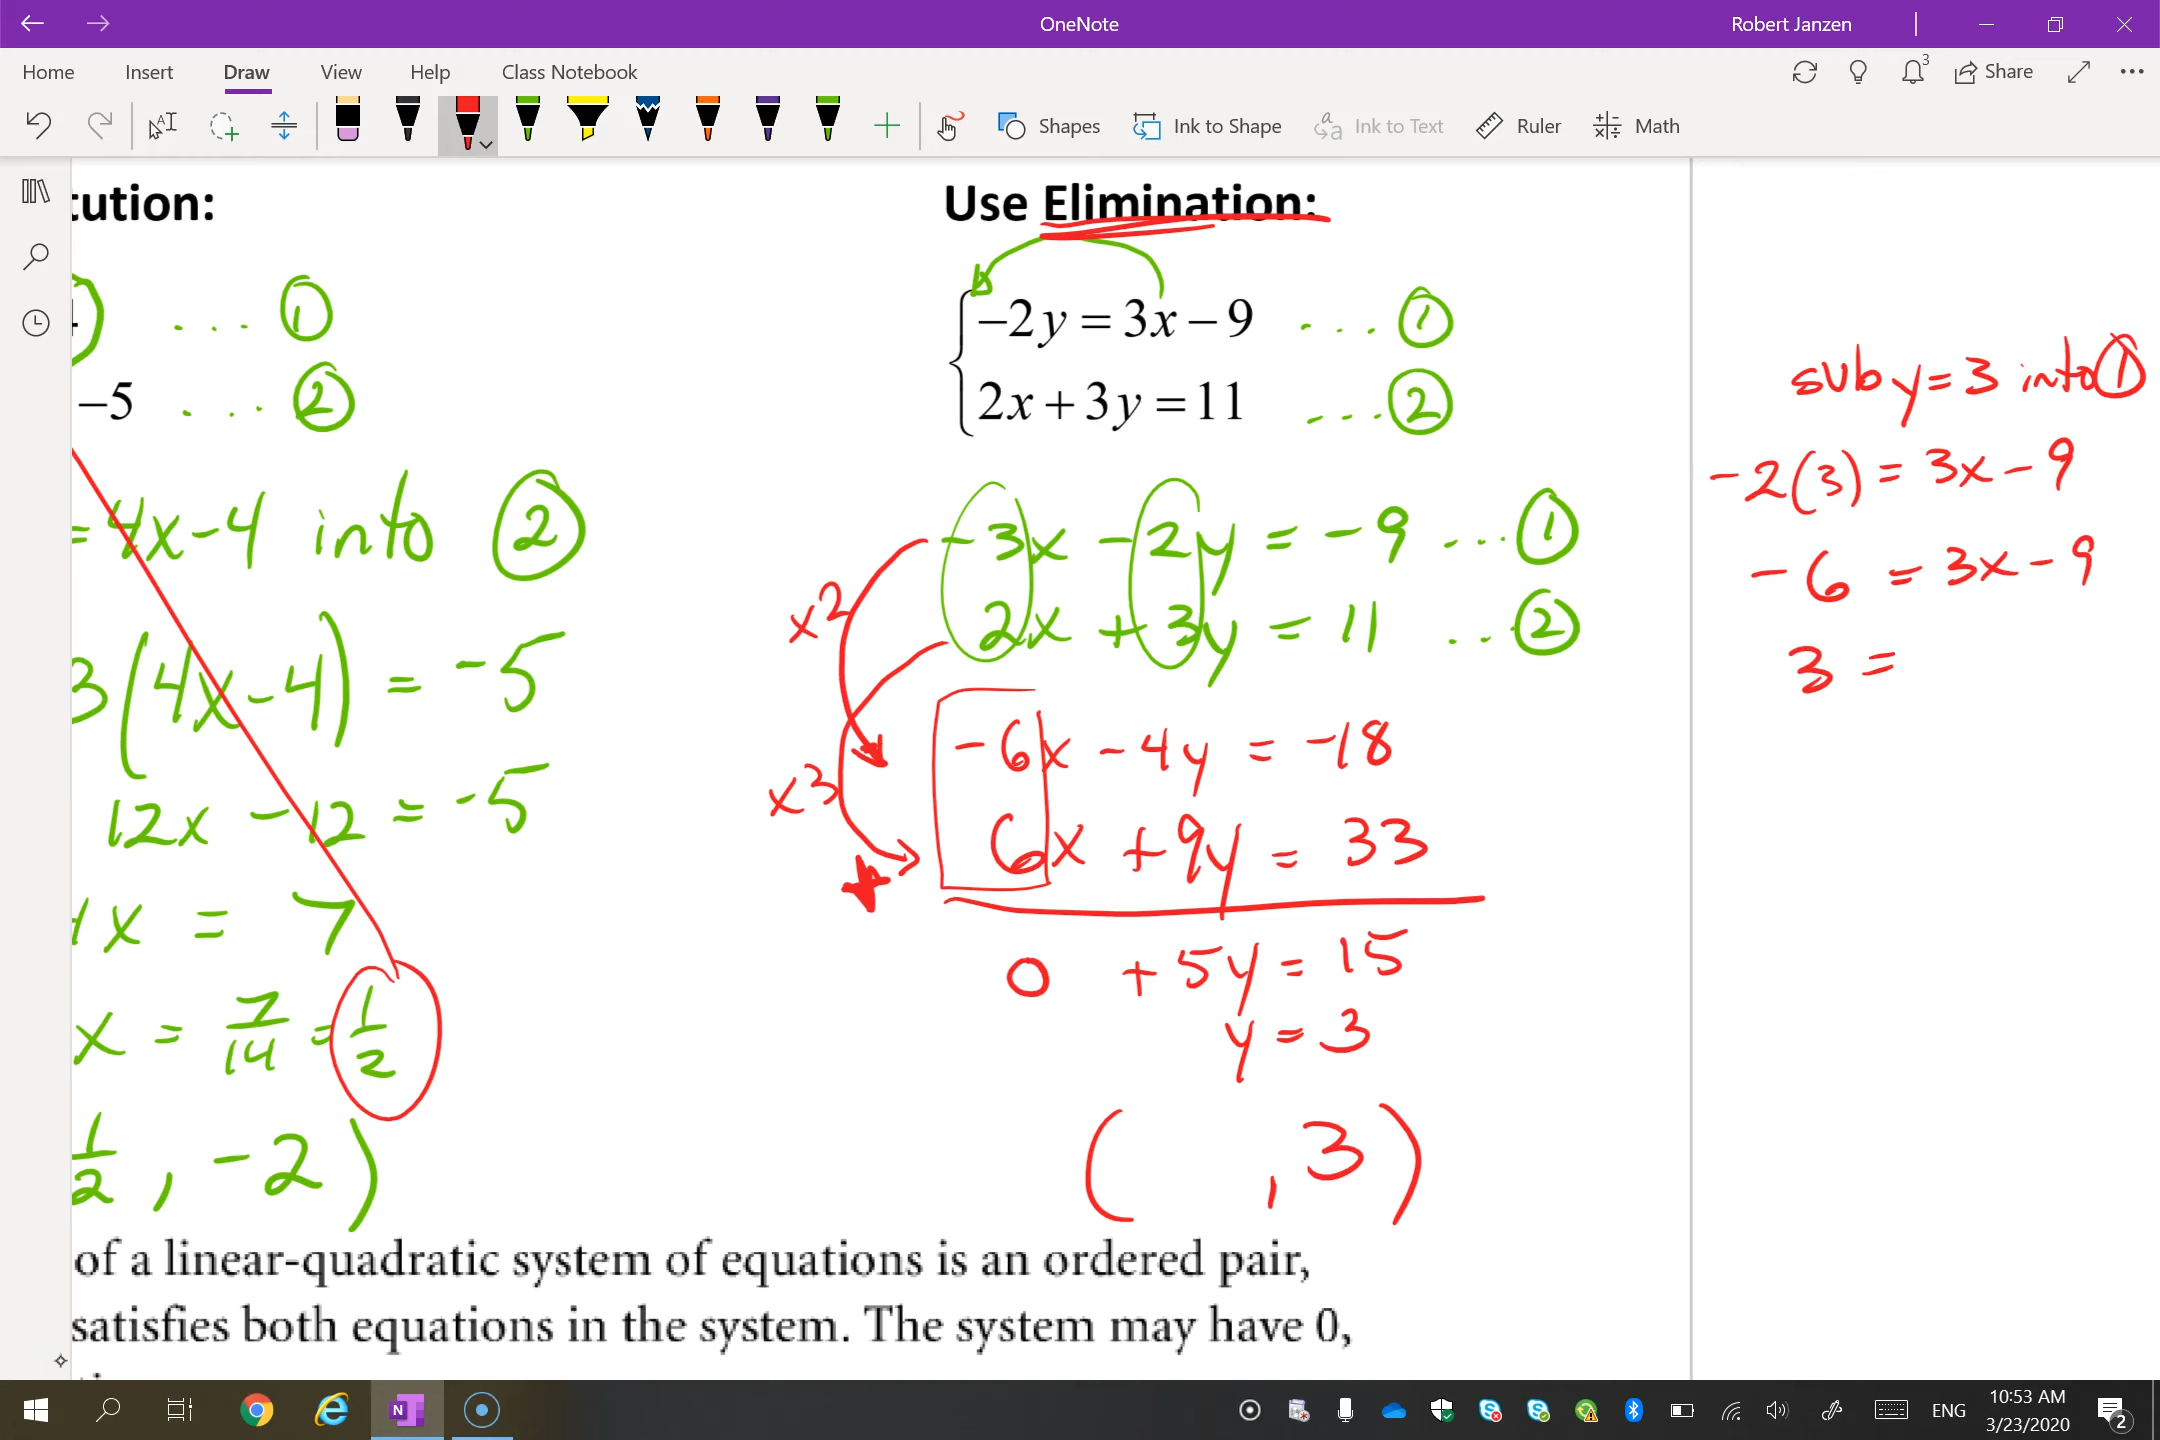 OneNote
Robert Janzen
Home Insert Draw View Help Class Notebook
3
Share
Shapes Ink to Shape Ink to Text Ruler Math
tution:
... ①
-5 ... ②
= 4x-4 into ②
3(4x-4) = -5
12x -12 = -5
x = 7
x = 7/14 = 1/2
1/2 , -2 )
Use Elimination:
-2y = 3x - 9 ... ①
2x + 3y = 11 ... ②
-3x -2y = -9 ... ①
2x + 3y = 11 ... ②
x2
x3
-6x - 4y = -18
6x + 9y = 33
0 + 5y = 15
y = 3
( , 3 )
sub y = 3 into ①
-2(3) = 3x - 9
-6 = 3x - 9
3 =
of a linear-quadratic system of equations is an ordered pair,
satisfies both equations in the system. The system may have 0,
ENG
10:53 AM
3/23/2020
2